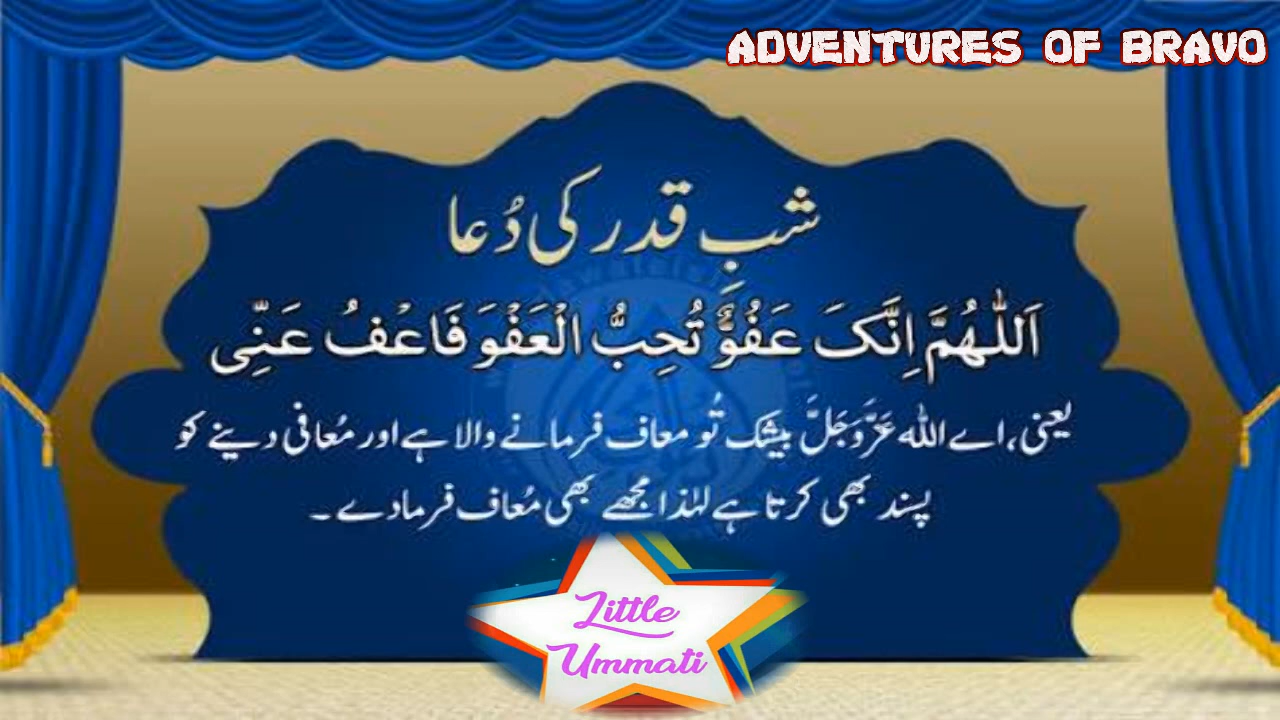 ADVENTURES OF BRAVO
شبِ قدر کی دُعا
اَللّٰهُمَّ اِنَّکَ عَفُوٌّ تُحِبُّ الْعَفْوَ فَاعْفُ عَنِّی
یعنی، اے اللہ عَزَّوَجَلَّ بیشک تُو معاف فرمانے والا ہے اور مُعافی دینے کو
پسند بھی کرتا ہے لہٰذا مجھے بھی مُعاف فرمادے۔
Little
Ummati